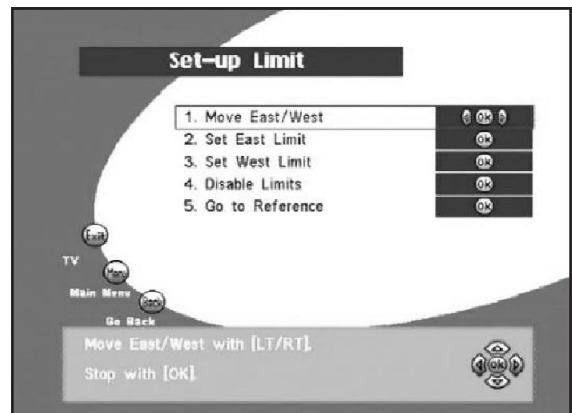 Set-up Limit
1. Move East/West ok
2. Set East Limit ok
3. Set West Limit ok
4. Disable Limits ok
5. Go to Reference ok
Exit
TV
Menu
Main Menu
Back
Go Back
Move East/West with [LT/RT].
Stop with [OK].
ok